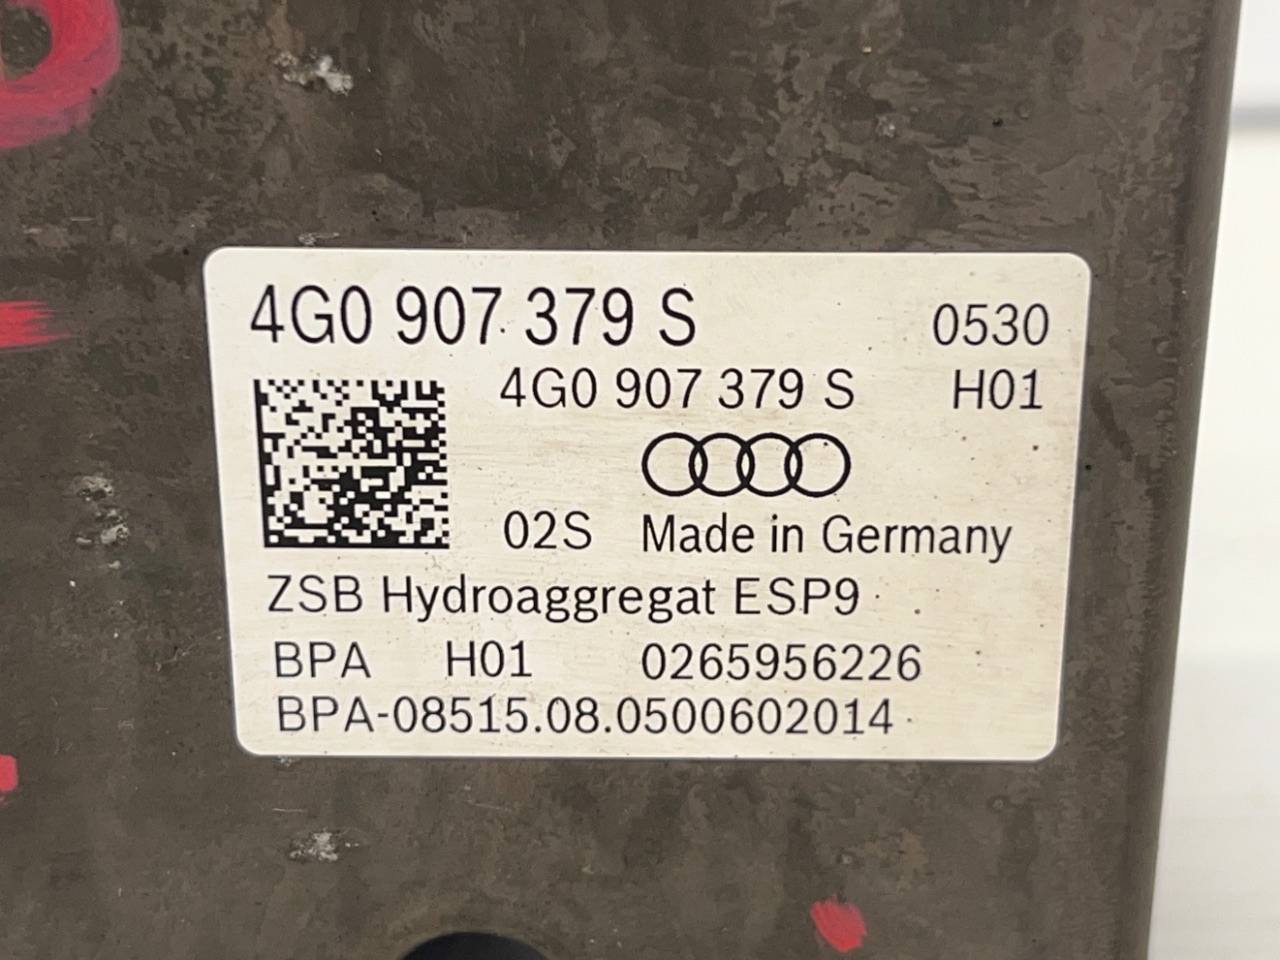 4G0 907 379 S 0530
4G0 907 379 S H01
02S Made in Germany
ZSB Hydroaggregat ESP9
BPA H01 0265956226
BPA-08515.08.0500602014